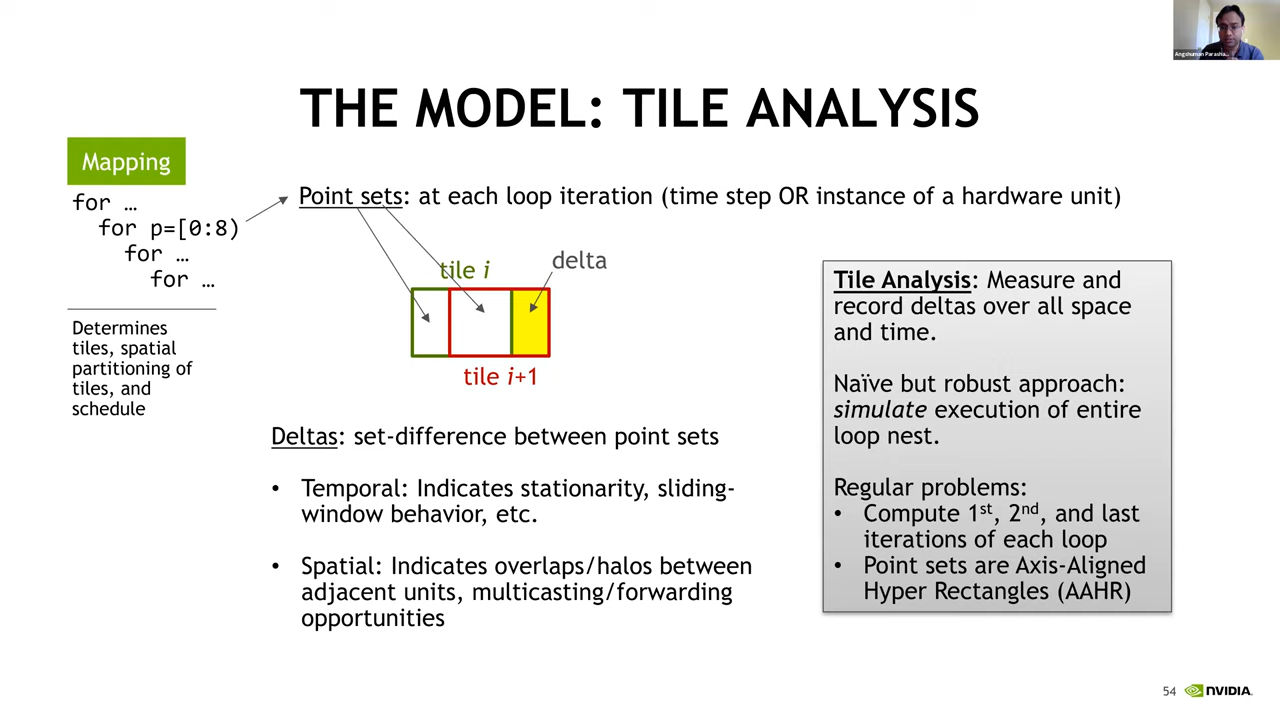 Angshuman Parasha...
THE MODEL: TILE ANALYSIS
Mapping
for …
for p=[0:8)
for …
for …
Determines
tiles, spatial
partitioning of
tiles, and
schedule
Point sets: at each loop iteration (time step OR instance of a hardware unit)
tile i
delta
tile i+1
Deltas: set-difference between point sets
• Temporal: Indicates stationarity, sliding-
window behavior, etc.
• Spatial: Indicates overlaps/halos between
adjacent units, multicasting/forwarding
opportunities
Tile Analysis: Measure and
record deltas over all space
and time.
Naïve but robust approach:
simulate execution of entire
loop nest.
Regular problems:
• Compute 1st, 2nd, and last
iterations of each loop
• Point sets are Axis-Aligned
Hyper Rectangles (AAHR)
54
NVIDIA.